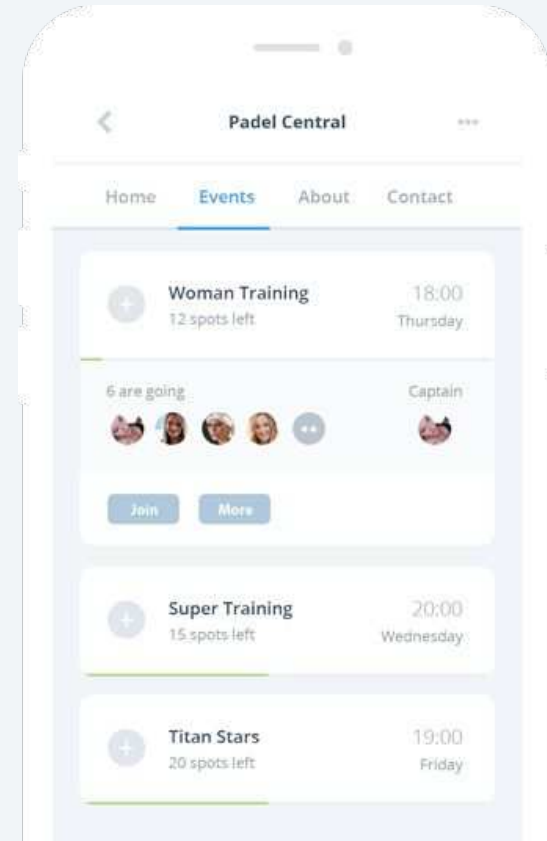 Padel Central
Home Events About Contact
Woman Training 18:00
12 spots left Thursday
6 are going Captain
Join More
Super Training 20:00
15 spots left Wednesday
Titan Stars 19:00
20 spots left Friday